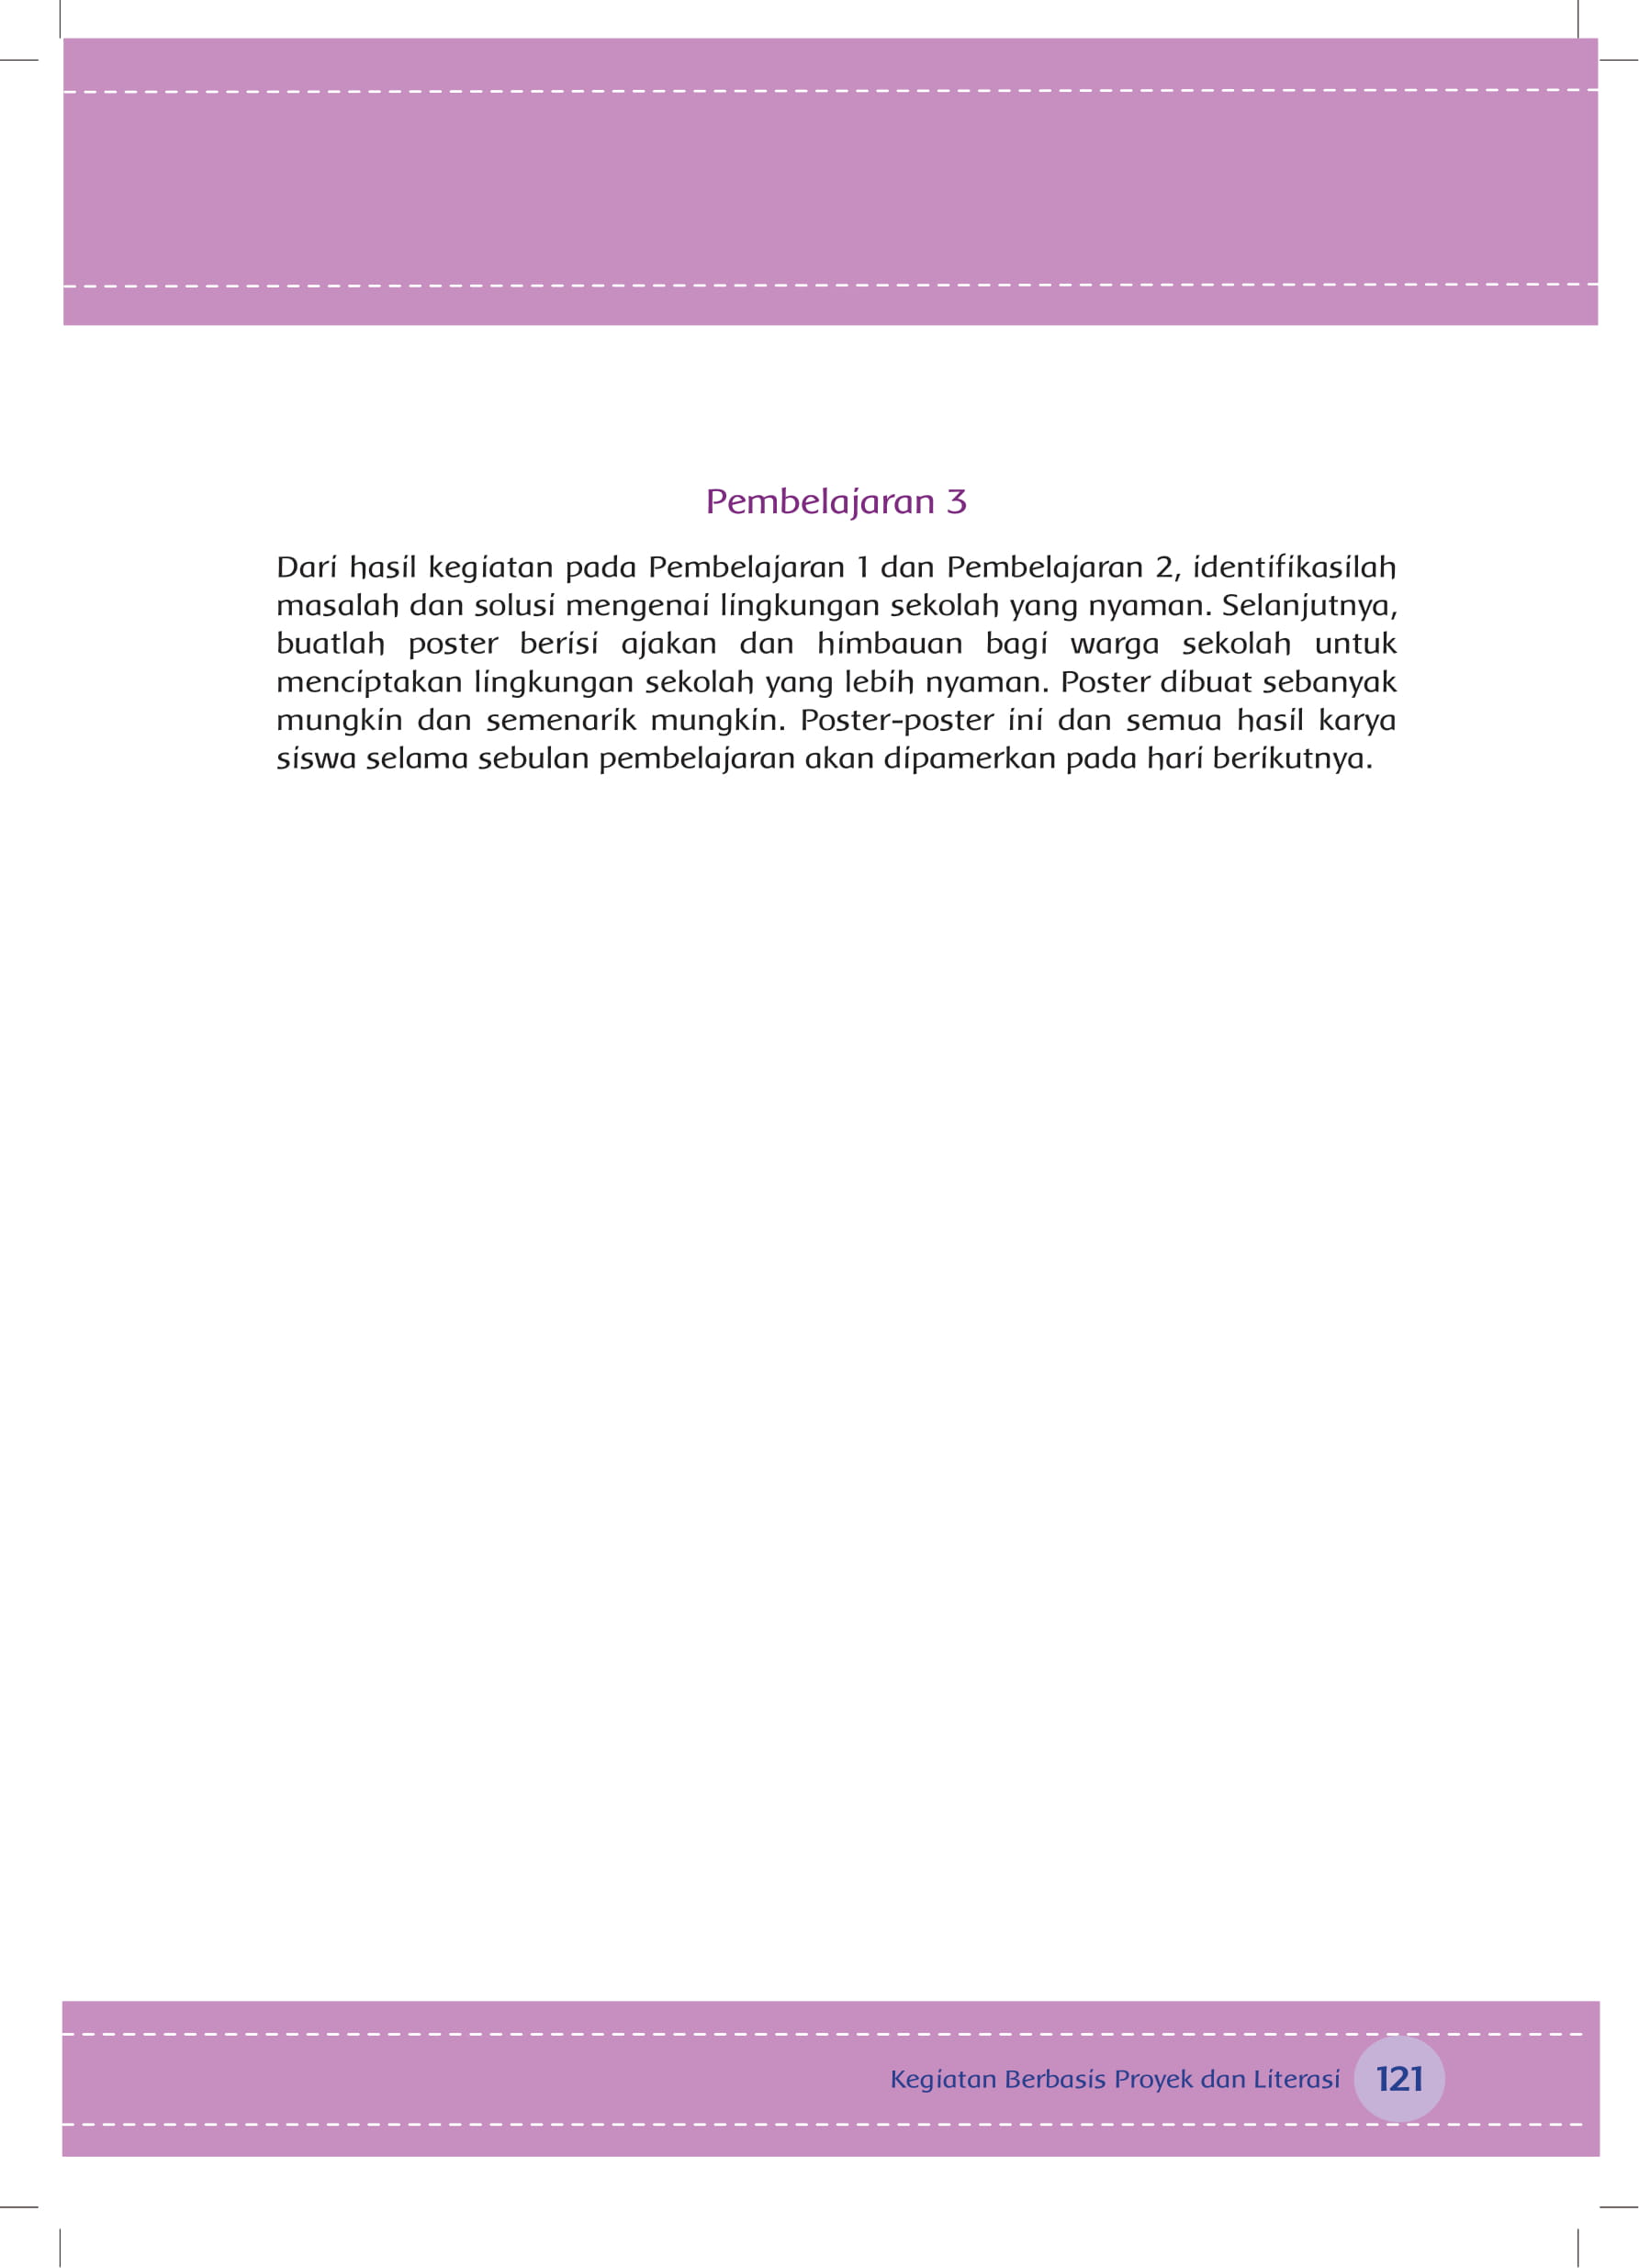 Pembelajaran 3
Dari hasil kegiatan pada Pembelajaran 1 dan Pembelajaran 2, identifikasilah
masalah dan solusi mengenai lingkungan sekolah yang nyaman. Selanjutnya,
buatlah poster berisi ajakan dan himbauan bagi warga sekolah untuk
menciptakan lingkungan sekolah yang lebih nyaman. Poster dibuat sebanyak
mungkin dan semenarik mungkin. Poster-poster ini dan semua hasil karya
siswa selama sebulan pembelajaran akan dipamerkan pada hari berikutnya.
Kegiatan Berbasis Proyek dan Literasi 121